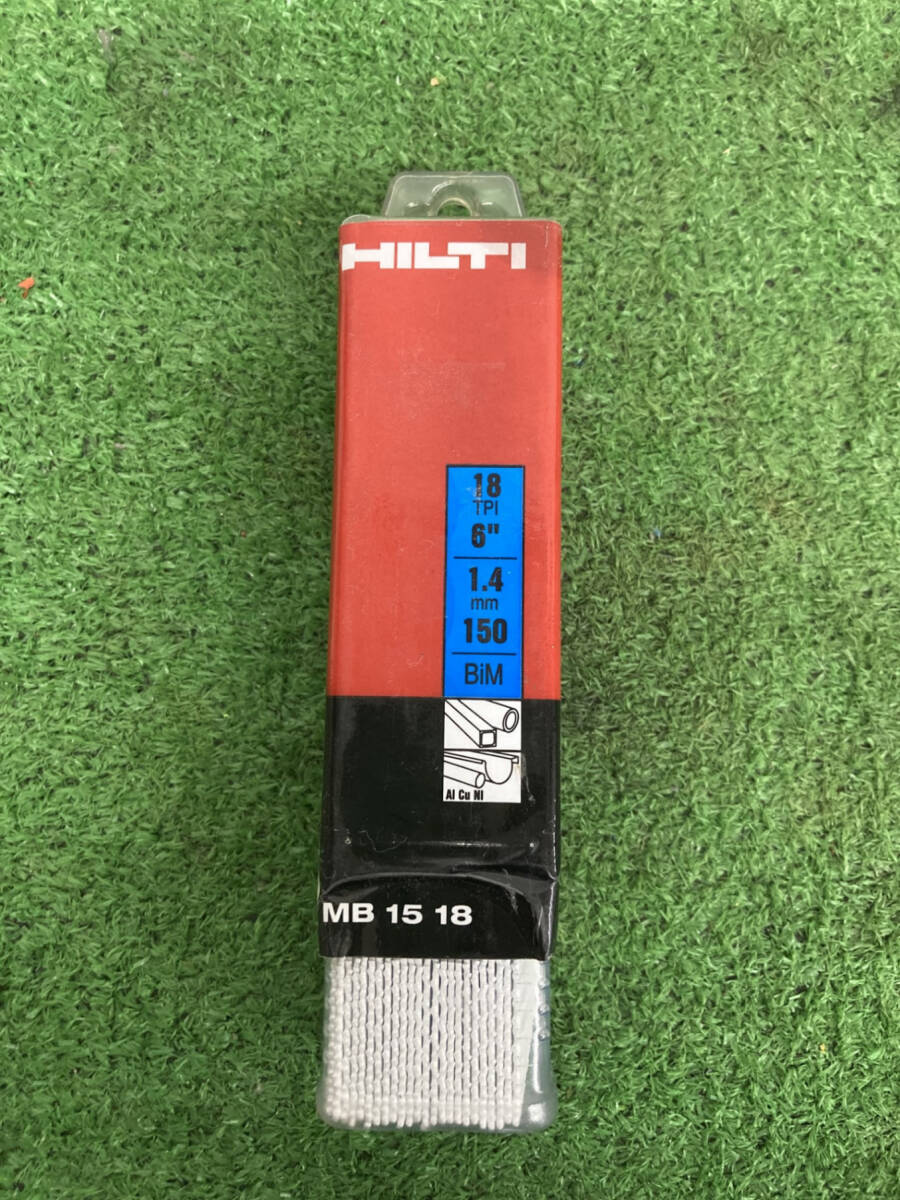 HILTI
18
TPI
6"
1.4
mm
150
BiM
Al Cu NI
MB 15 18